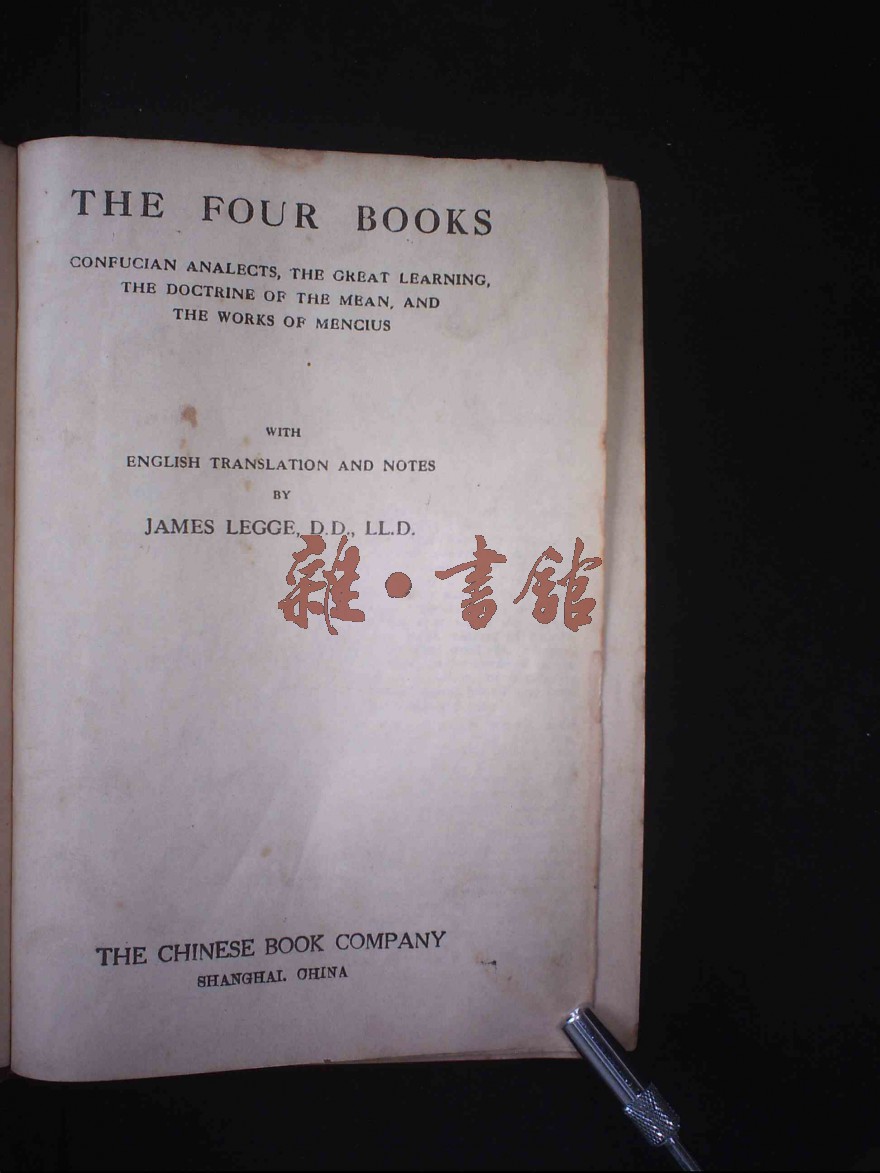 THE FOUR BOOKS
CONFUCIAN ANALECTS, THE GREAT LEARNING,
THE DOCTRINE OF THE MEAN, AND
THE WORKS OF MENCIUS
WITH
ENGLISH TRANSLATION AND NOTES
BY
JAMES LEGGE, D.D., LL.D.
雜·書館
THE CHINESE BOOK COMPANY
SHANGHAI. CHINA